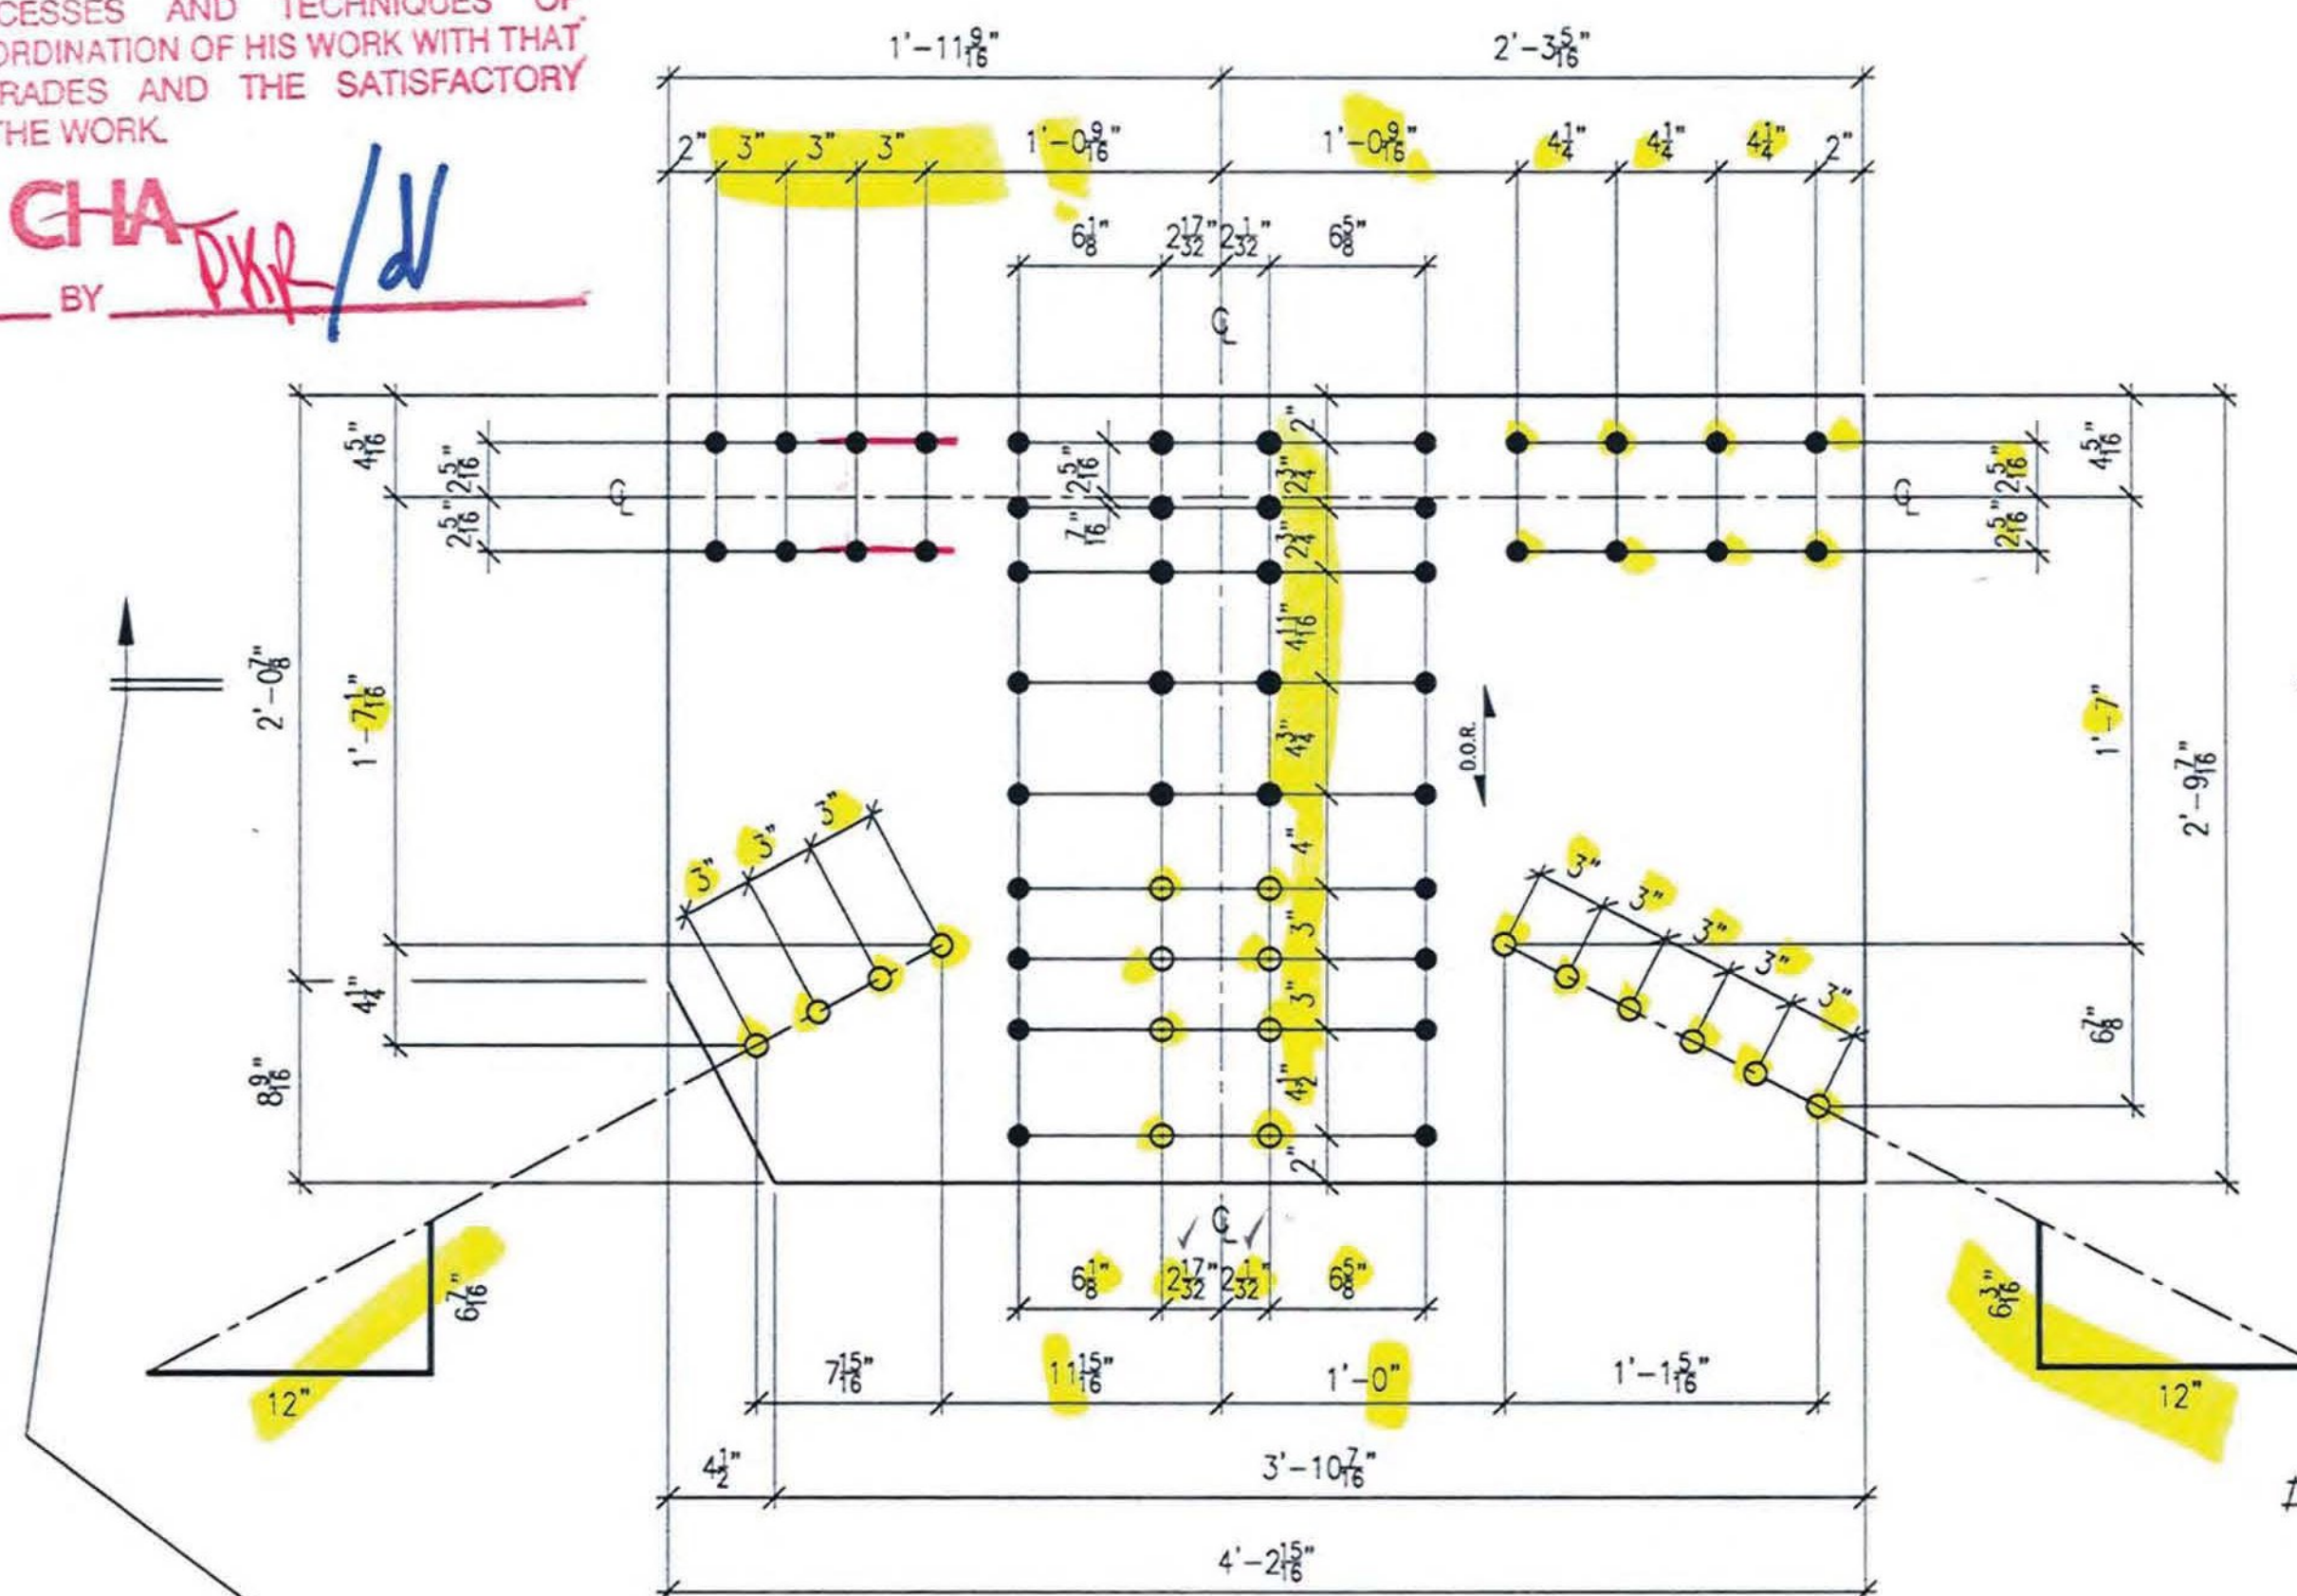 AND TECHNIQUES OF
ORDINATION OF HIS WORK WITH THAT
RADES AND THE SATISFACTORY
THE WORK.
CHA
BY PKR/
1'-11 9/16" 2'-3 5/16"
2" 3" 3" 3" 1'-0 9/16" 1'-0 9/16" 4 1/4" 4 1/4" 4 1/4" 2"
6 1/8" 2 17/32" 2 1/32" 6 5/8"
℄
4 5/16" 2 5/16" 2 5/16"
℄
2 5/16" 7/16"
2" 2 3/4" 2 3/4" 4 11/16" 4 3/4" 4" 3" 3" 4 1/2" 2"
℄
2 5/16" 2 5/16" 4 5/16"
2'-0 7/8" 1'-7 1/16"
D.O.R.
1'-7" 2'-9 7/16"
3" 3" 3"
3" 3" 3" 3" 3"
8 9/16" 4 1/4"
6 7/8"
℄
6 7/16" 12"
6 1/8" 2 17/32" 2 1/32" 6 5/8"
6 3/16" 12"
7 15/16" 11 15/16" 1'-0" 1'-1 5/16"
4 1/2" 3'-10 7/16"
4'-2 15/16"